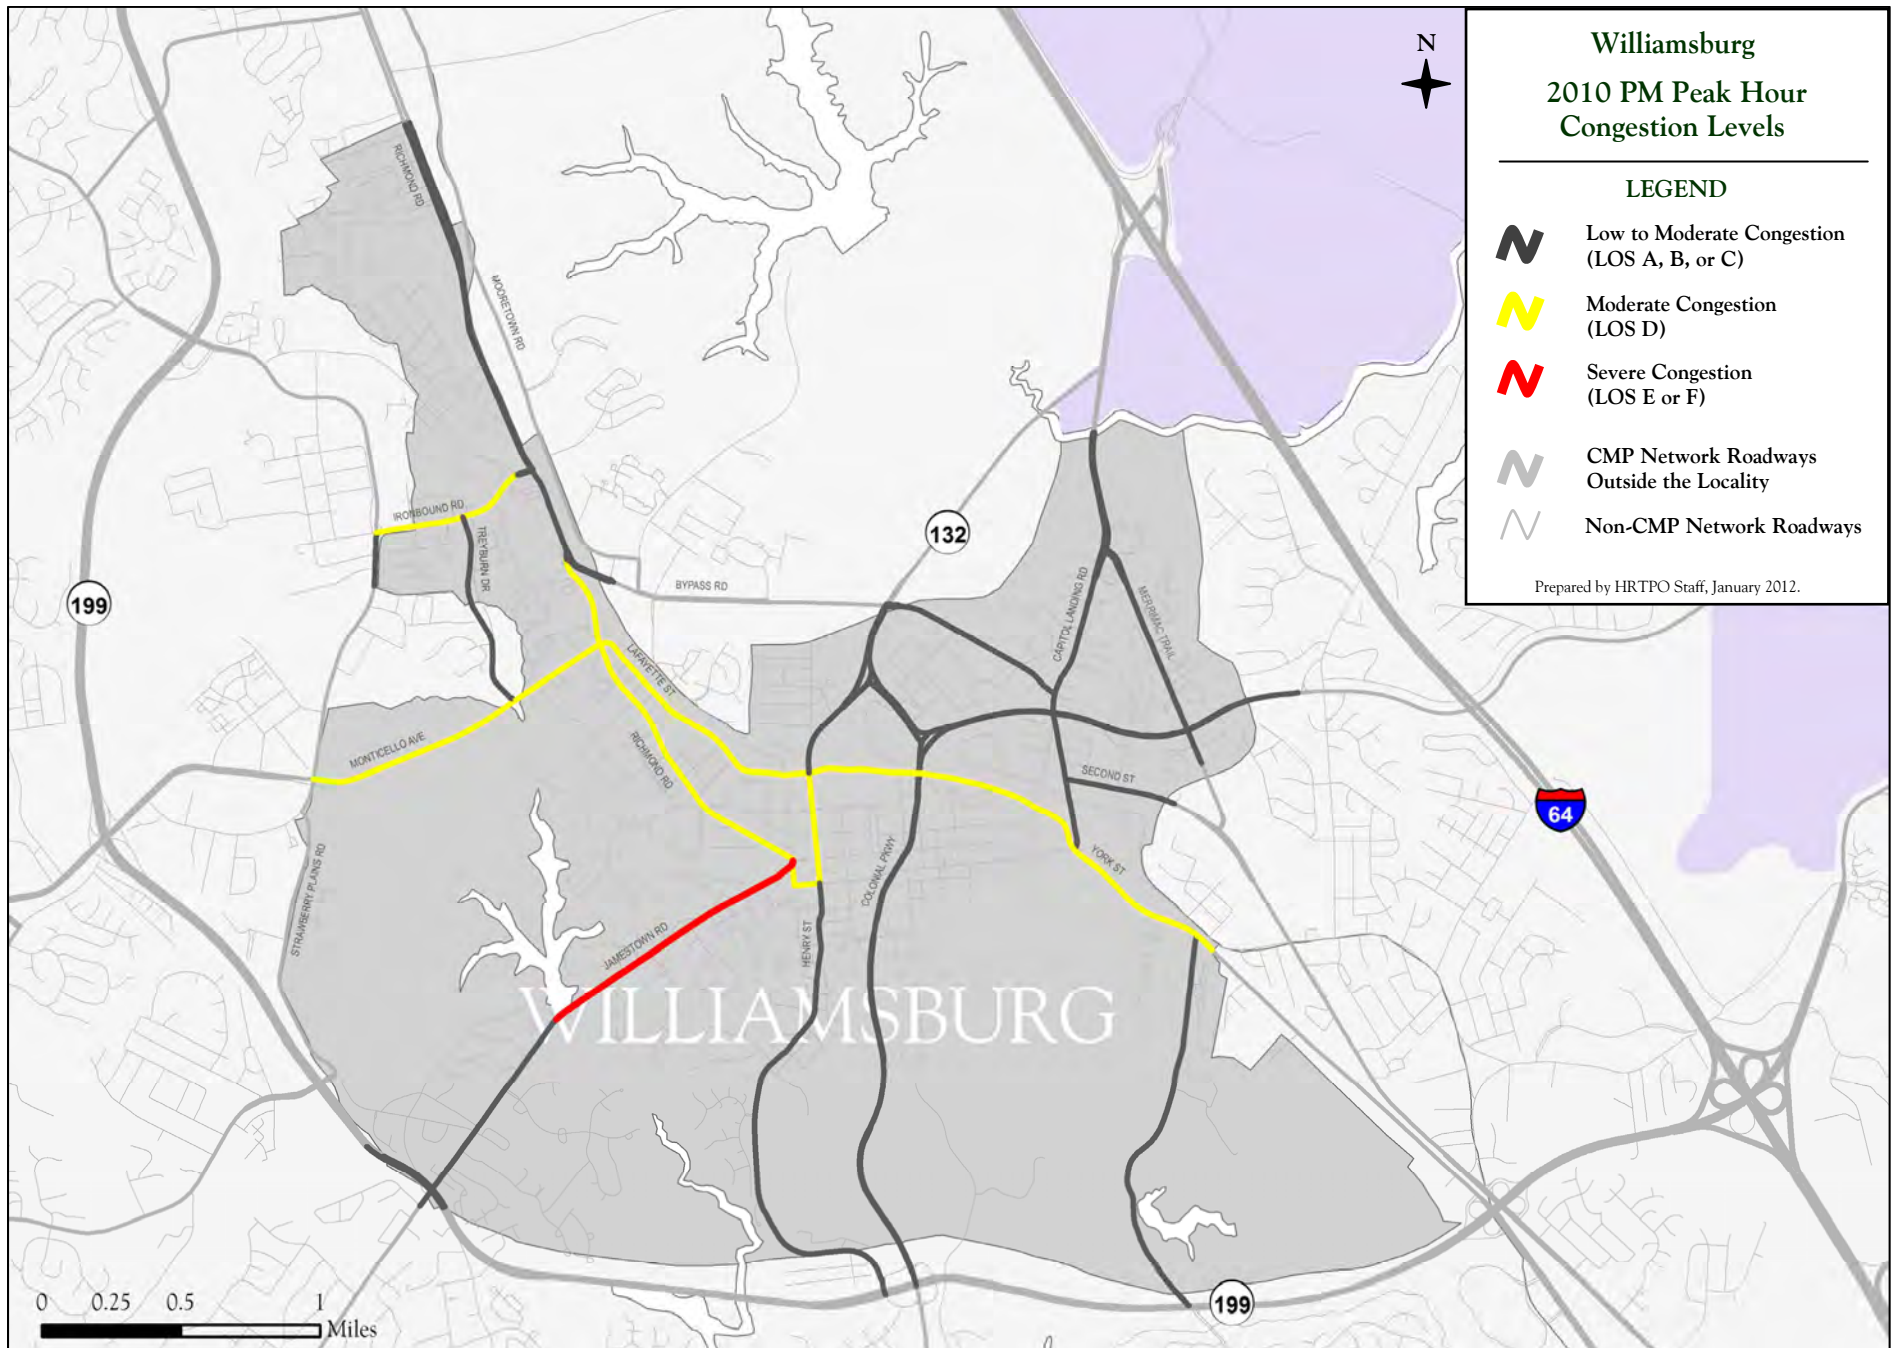 Williamsburg
2010 PM Peak Hour
Congestion Levels
LEGEND
Low to Moderate Congestion
(LOS A, B, or C)
Moderate Congestion
(LOS D)
Severe Congestion
(LOS E or F)
CMP Network Roadways
Outside the Locality
Non-CMP Network Roadways
Prepared by HRTPO Staff, January 2012.
N
RICHMOND RD
MOORETOWN RD
IRONBOUND RD
TREYBURN DR
BYPASS RD
132
199
CAPITOL LANDING RD
MERRIMAC TRAIL
LAFAYETTE ST
RICHMOND RD
MONTICELLO AVE
SECOND ST
64
STRAWBERRY PLAINS RD
COLONIAL PKWY
YORK ST
JAMESTOWN RD
HENRY ST
WILLIAMSBURG
199
0 0.25 0.5 1
Miles